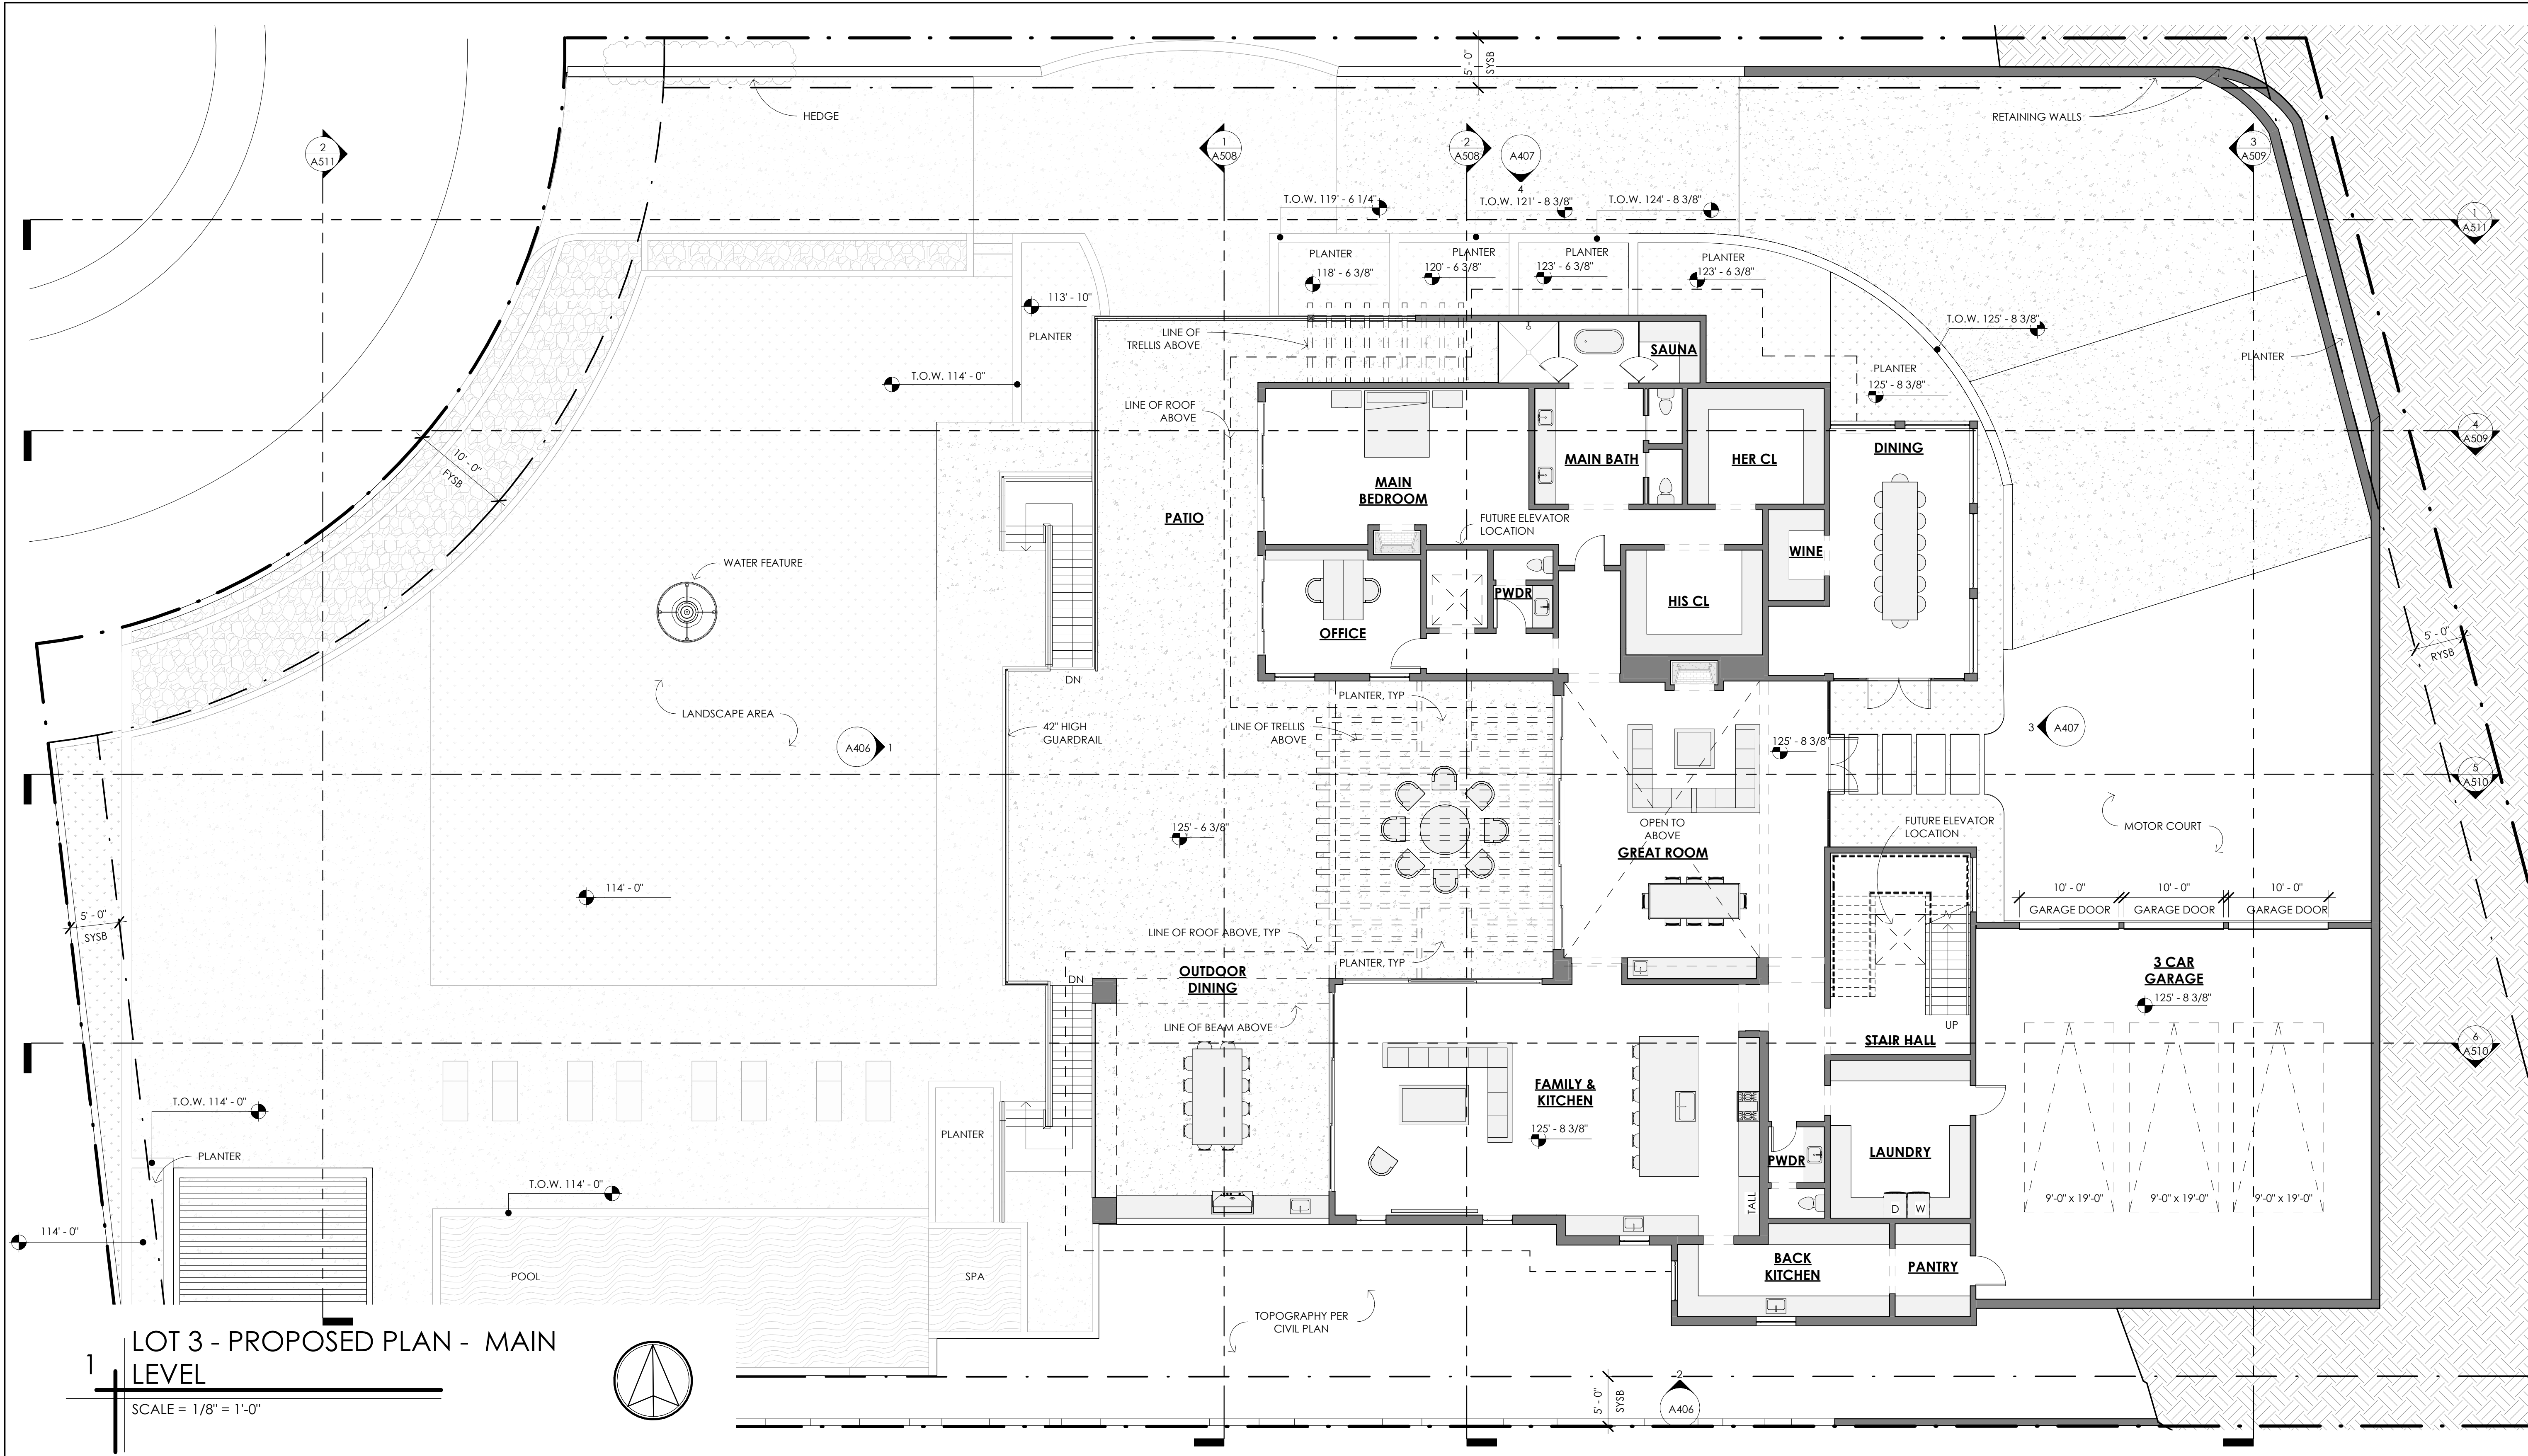 5' - 0"
SYSB
HEDGE
RETAINING WALLS
2
A511
1
A508
2
A508
A407
4
3
A509
T.O.W. 119' - 6 1/4"
T.O.W. 121' - 8 3/8"
T.O.W. 124' - 8 3/8"
1
A511
PLANTER
118' - 6 3/8"
PLANTER
120' - 6 3/8"
PLANTER
123' - 6 3/8"
PLANTER
123' - 6 3/8"
113' - 10"
PLANTER
LINE OF
TRELLIS ABOVE
SAUNA
T.O.W. 125' - 8 3/8"
PLANTER
T.O.W. 114' - 0"
PLANTER
125' - 8 3/8"
LINE OF ROOF
ABOVE
4
A509
10' - 0"
FYSB
MAIN
BEDROOM
MAIN BATH
HER CL
DINING
PATIO
FUTURE ELEVATOR
LOCATION
WATER FEATURE
WINE
PWDR
HIS CL
OFFICE
5' - 0"
RYSB
DN
PLANTER, TYP
LANDSCAPE AREA
42" HIGH
GUARDRAIL
LINE OF TRELLIS
ABOVE
A406
1
125' - 8 3/8"
3
A407
5
A510
125' - 6 3/8"
OPEN TO
ABOVE
GREAT ROOM
FUTURE ELEVATOR
LOCATION
MOTOR COURT
114' - 0"
10' - 0"
10' - 0"
10' - 0"
GARAGE DOOR
GARAGE DOOR
GARAGE DOOR
5' - 0"
SYSB
LINE OF ROOF ABOVE, TYP
PLANTER, TYP
OUTDOOR
DINING
DN
3 CAR
GARAGE
125' - 8 3/8"
LINE OF BEAM ABOVE
UP
STAIR HALL
6
A510
FAMILY &
KITCHEN
125' - 8 3/8"
T.O.W. 114' - 0"
PLANTER
PLANTER
PWDR
LAUNDRY
T.O.W. 114' - 0"
TALL
D
W
9'-0" x 19'-0"
9'-0" x 19'-0"
9'-0" x 19'-0"
114' - 0"
POOL
SPA
BACK
KITCHEN
PANTRY
TOPOGRAPHY PER
CIVIL PLAN
1
LOT 3 - PROPOSED PLAN - MAIN
LEVEL
SCALE = 1/8" = 1'-0"
5' - 0"
SYSB
2
A406